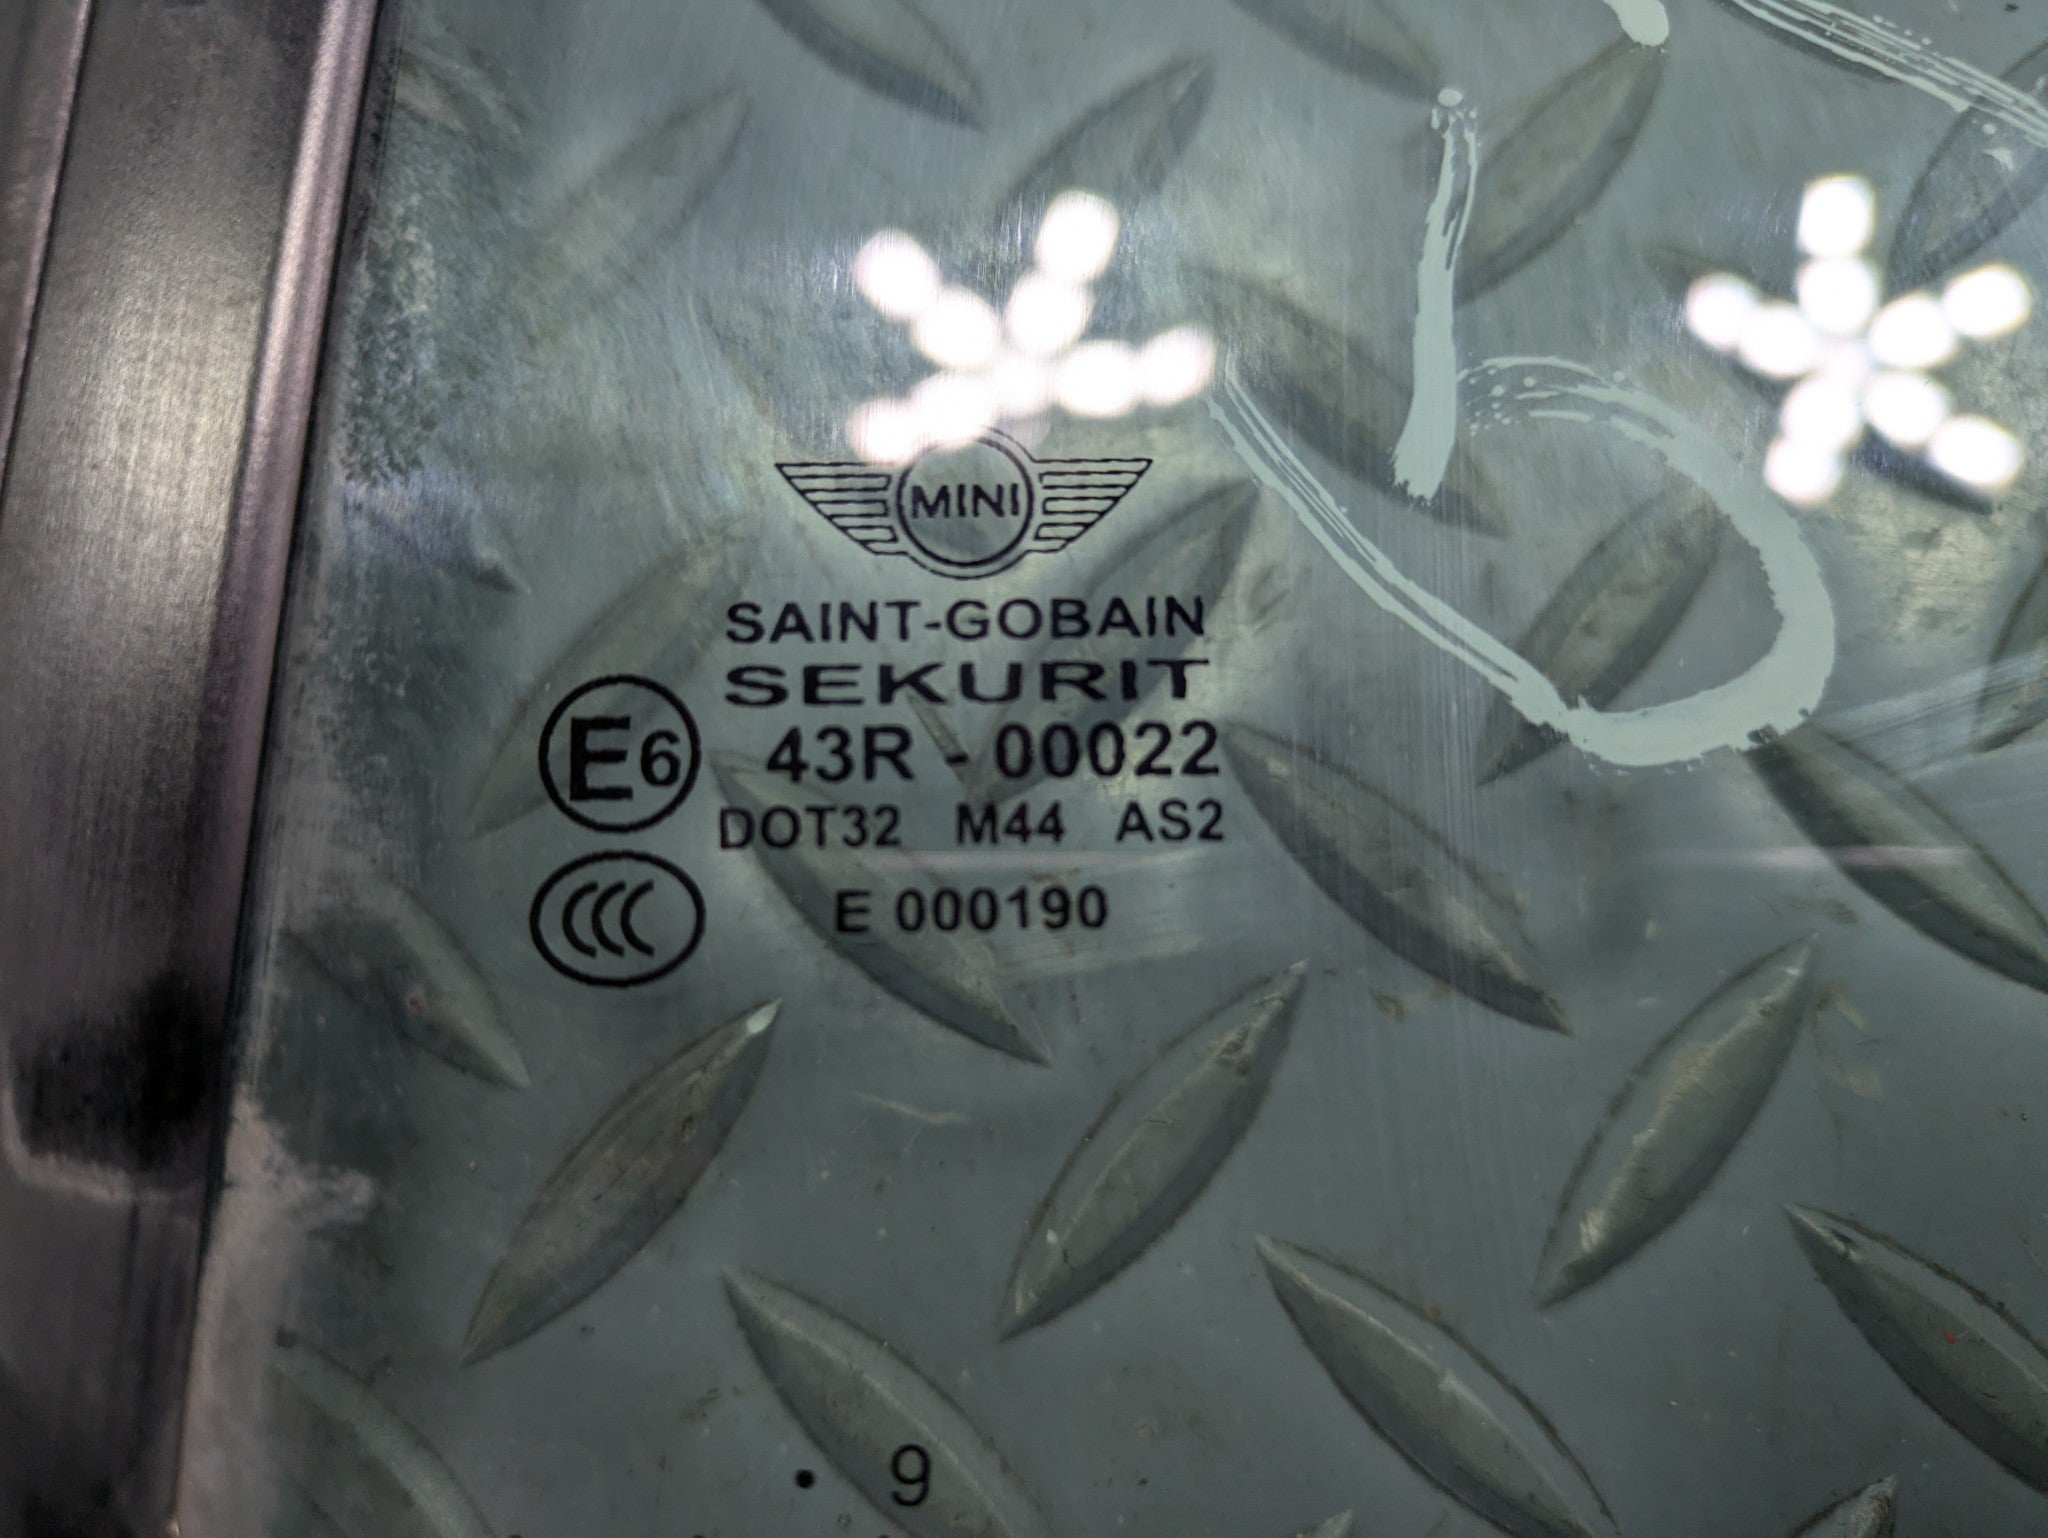 MINI
SAINT-GOBAIN
SEKURIT
E6 43R - 00022
DOT32 M44 AS2
CCC E 000190
. 9